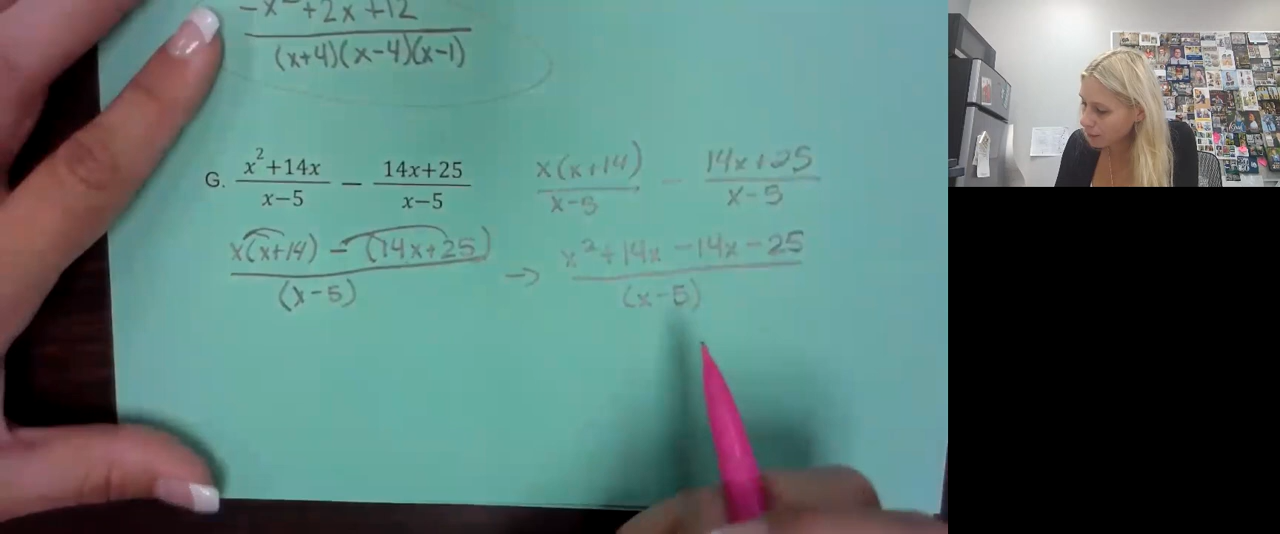 -x²+2x+12
(x+4)(x-4)(x-1)
G. x²+14x/x−5 − 14x+25/x−5
x(x+14)/x-5 - 14x+25/x-5
x(x+14) - (14x+25)/(x-5) → x²+14x-14x-25/(x-5)